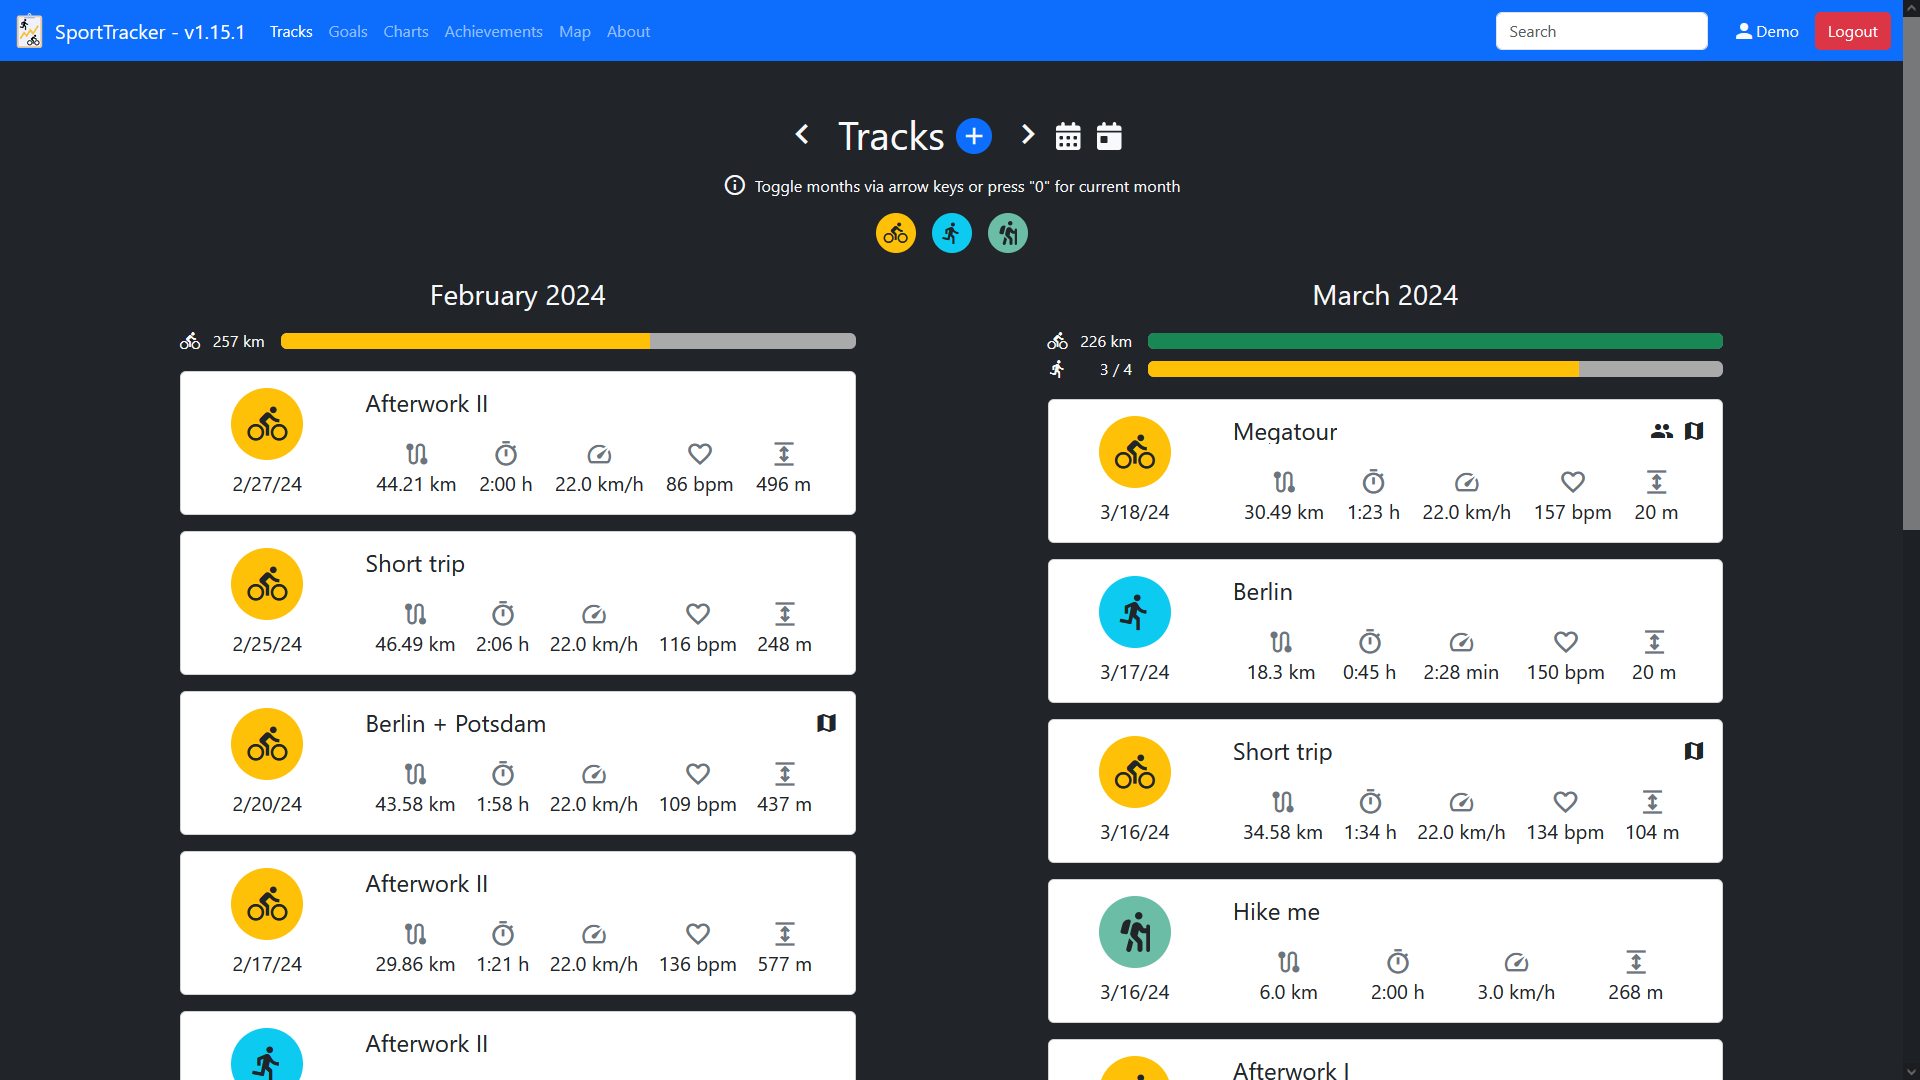 SportTracker - v1.15.1 Tracks Goals Charts Achievements Map About Search Demo Logout
Tracks
Toggle months via arrow keys or press "0" for current month
February 2024
257 km
Afterwork II
44.21 km 2:00 h 22.0 km/h 86 bpm 496 m
2/27/24
Short trip
46.49 km 2:06 h 22.0 km/h 116 bpm 248 m
2/25/24
Berlin + Potsdam
43.58 km 1:58 h 22.0 km/h 109 bpm 437 m
2/20/24
Afterwork II
29.86 km 1:21 h 22.0 km/h 136 bpm 577 m
2/17/24
Afterwork II
March 2024
226 km
3 / 4
Megatour
30.49 km 1:23 h 22.0 km/h 157 bpm 20 m
3/18/24
Berlin
18.3 km 0:45 h 2:28 min 150 bpm 20 m
3/17/24
Short trip
34.58 km 1:34 h 22.0 km/h 134 bpm 104 m
3/16/24
Hike me
6.0 km 2:00 h 3.0 km/h 268 m
3/16/24
Afterwork I